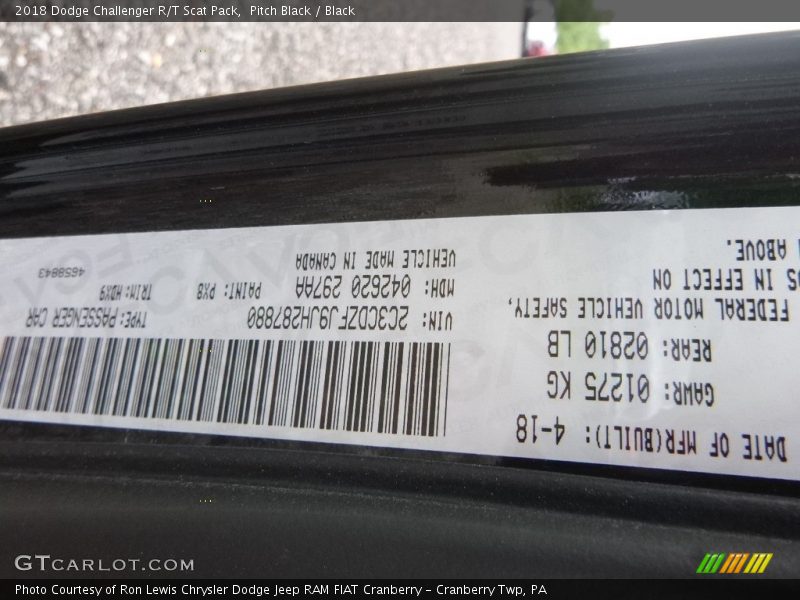 2018 Dodge Challenger R/T Scat Pack, Pitch Black / Black
DATE OF MFR(BUILT): 4-18
GAWR: 01275 KG
REAR: 02810 LB
FEDERAL MOTOR VEHICLE SAFETY,
S IN EFFECT ON
ABOVE.
VIN: 2C3CDZFJ9JH287880
TYPE: PASSENGER CAR
MDH: 042620 297AA
PAINT: PX8
TRIM: HDX9
VEHICLE MADE IN CANADA
4658843
GTCARLOT.COM
Photo Courtesy of Ron Lewis Chrysler Dodge Jeep RAM FIAT Cranberry – Cranberry Twp, PA